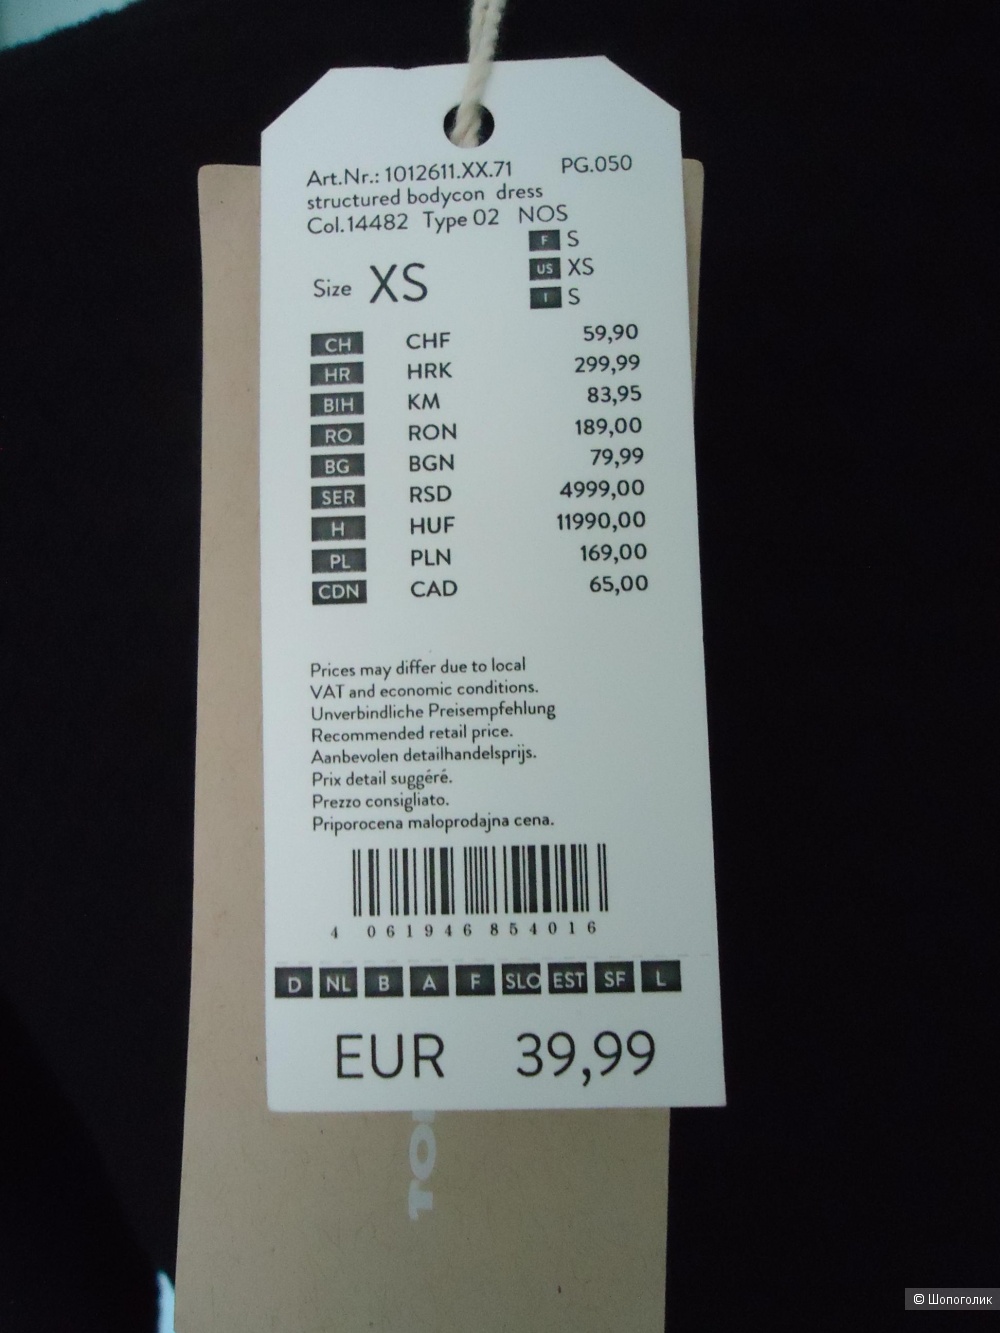 Art.Nr.: 1012611.XX.71 PG.050
structured bodycon dress
Col.14482 Type 02 NOS
F S
US XS
I S
Size XS
CH CHF 59,90
HR HRK 299,99
BIH KM 83,95
RO RON 189,00
BG BGN 79,99
SER RSD 4999,00
H HUF 11990,00
PL PLN 169,00
CDN CAD 65,00
Prices may differ due to local
VAT and economic conditions.
Unverbindliche Preisempfehlung
Recommended retail price.
Aanbevolen detailhandelsprijs.
Prix detail suggéré.
Prezzo consigliato.
Priporocena maloprodajna cena.
4 061946 854016
D NL B A F SLO EST SF L
EUR 39,99
TO
© Шопоголик